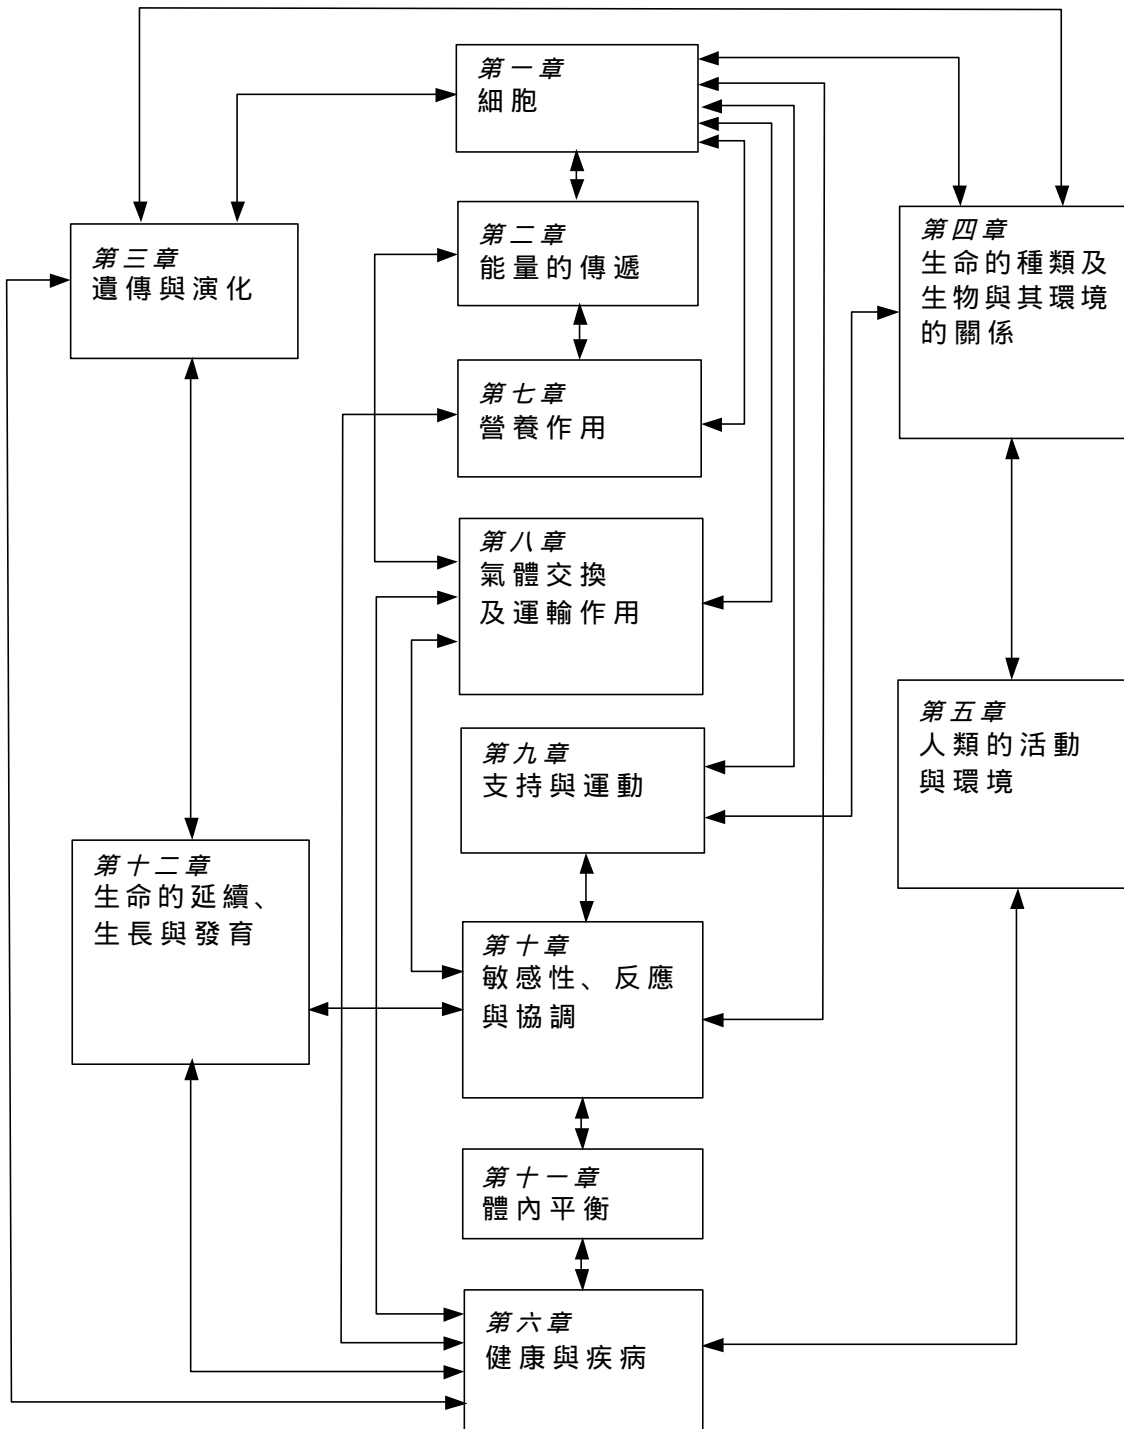 第一章
細胞
第二章
能量的傳遞
第三章
遺傳與演化
第四章
生命的種類及
生物與其環境
的關係
第七章
營養作用
第八章
氣體交換
及運輸作用
第五章
人類的活動
與環境
第九章
支持與運動
第十二章
生命的延續、
生長與發育
第十章
敏感性、反應
與協調
第十一章
體內平衡
第六章
健康與疾病